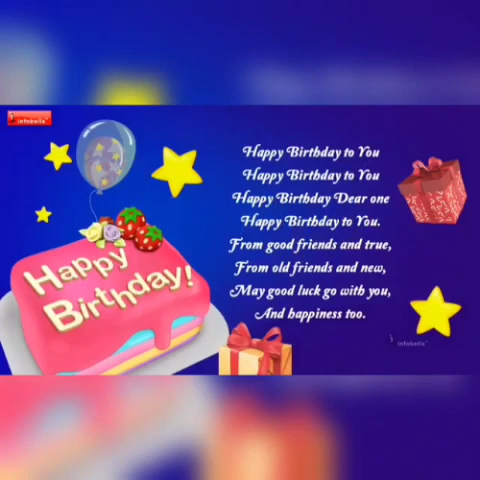 infobells
Happy Birthday to You
Happy Birthday to You
Happy Birthday Dear one
Happy Birthday to You.
From good friends and true,
From old friends and new,
May good luck go with you,
And happiness too.
Happy
Birthday!
infobells